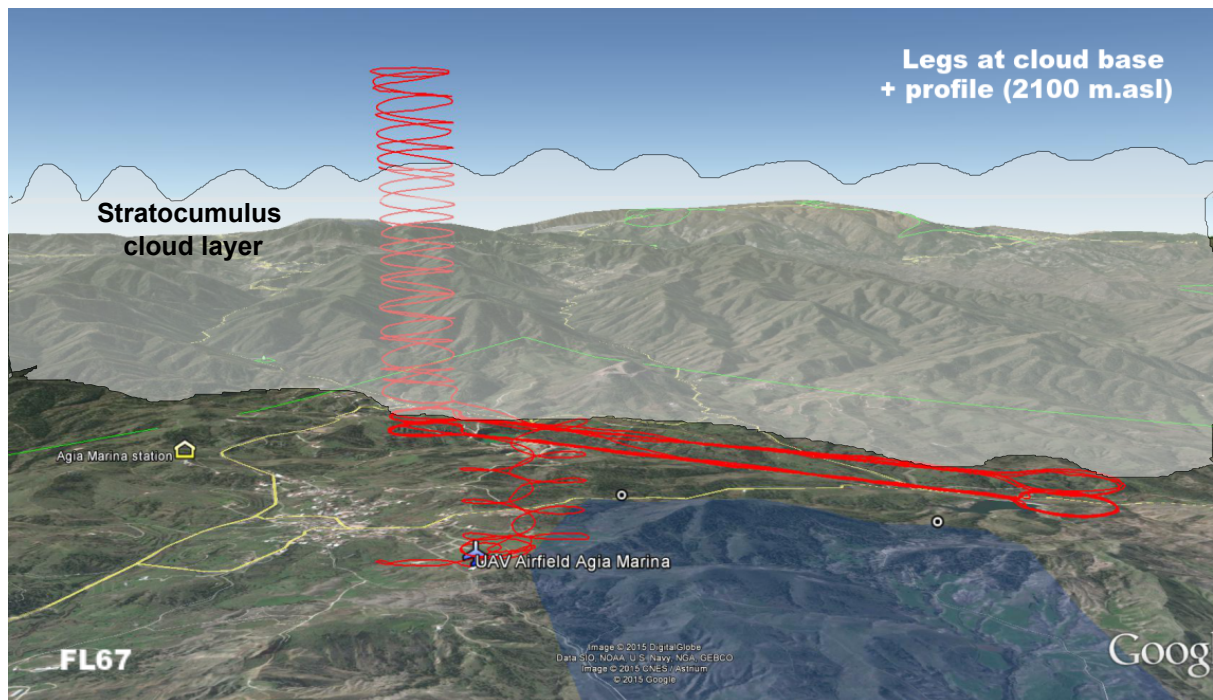 Legs at cloud base
+ profile (2100 m.asl)
Stratocumulus
cloud layer
Agia Marina station
UAV Airfield Agia Marina
FL67
Image © 2015 DigitalGlobe
Data SIO, NOAA, U.S. Navy, NGA, GEBCO
Image © 2015 CNES / Astrium
© 2015 Google
Goog